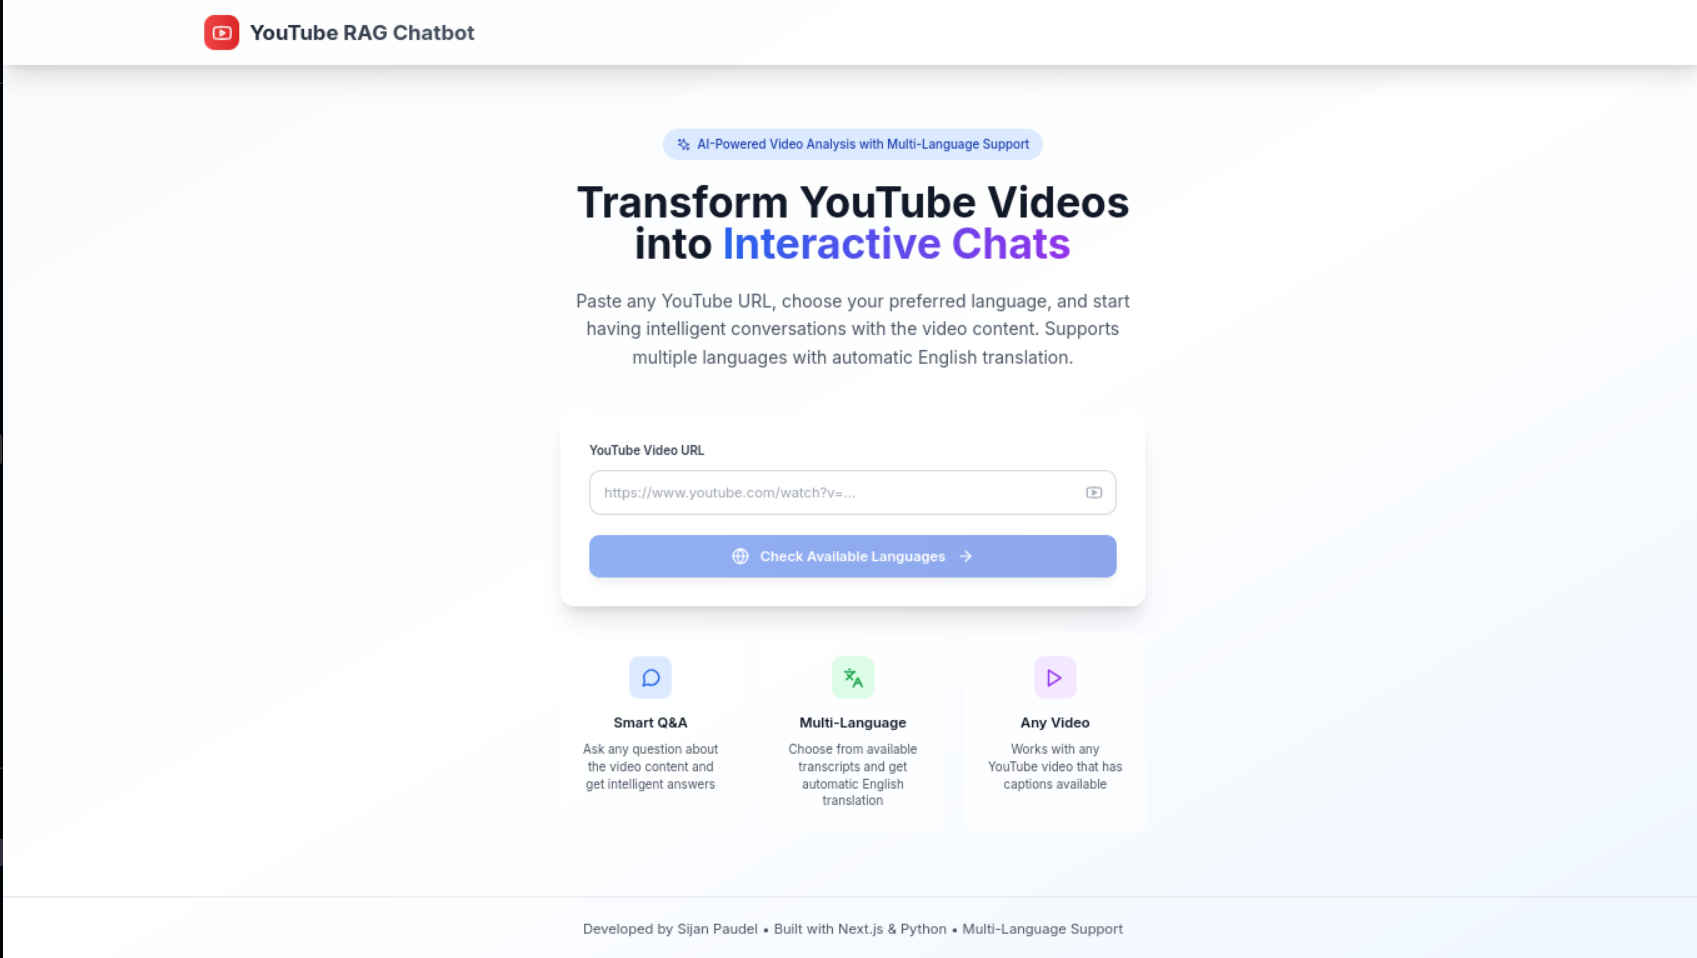 YouTube RAG Chatbot
AI-Powered Video Analysis with Multi-Language Support
Transform YouTube Videos
into Interactive Chats
Paste any YouTube URL, choose your preferred language, and start
having intelligent conversations with the video content. Supports
multiple languages with automatic English translation.
YouTube Video URL
https://www.youtube.com/watch?v=...
Check Available Languages
Smart Q&A
Ask any question about
the video content and
get intelligent answers
Multi-Language
Choose from available
transcripts and get
automatic English
translation
Any Video
Works with any
YouTube video that has
captions available
Developed by Sijan Paudel • Built with Next.js & Python • Multi-Language Support